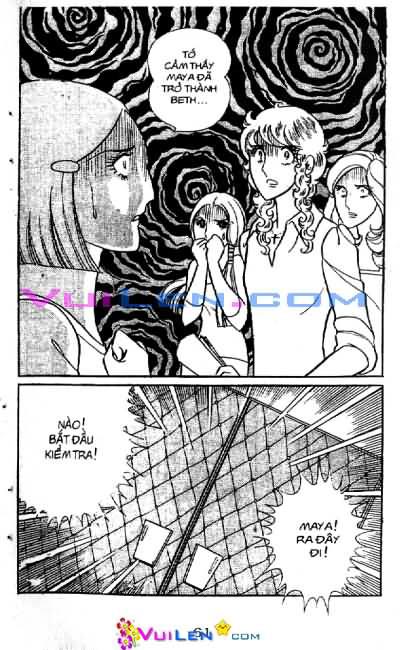 TỚ
CẢM THẤY
MAYA ĐÃ
TRỞ THÀNH
BETH...
VuiLen.com
NÀO!
BẮT ĐẦU
KIỂM TRA!
MAYA!
RA ĐÂY
ĐI!
61
VuiLen.com